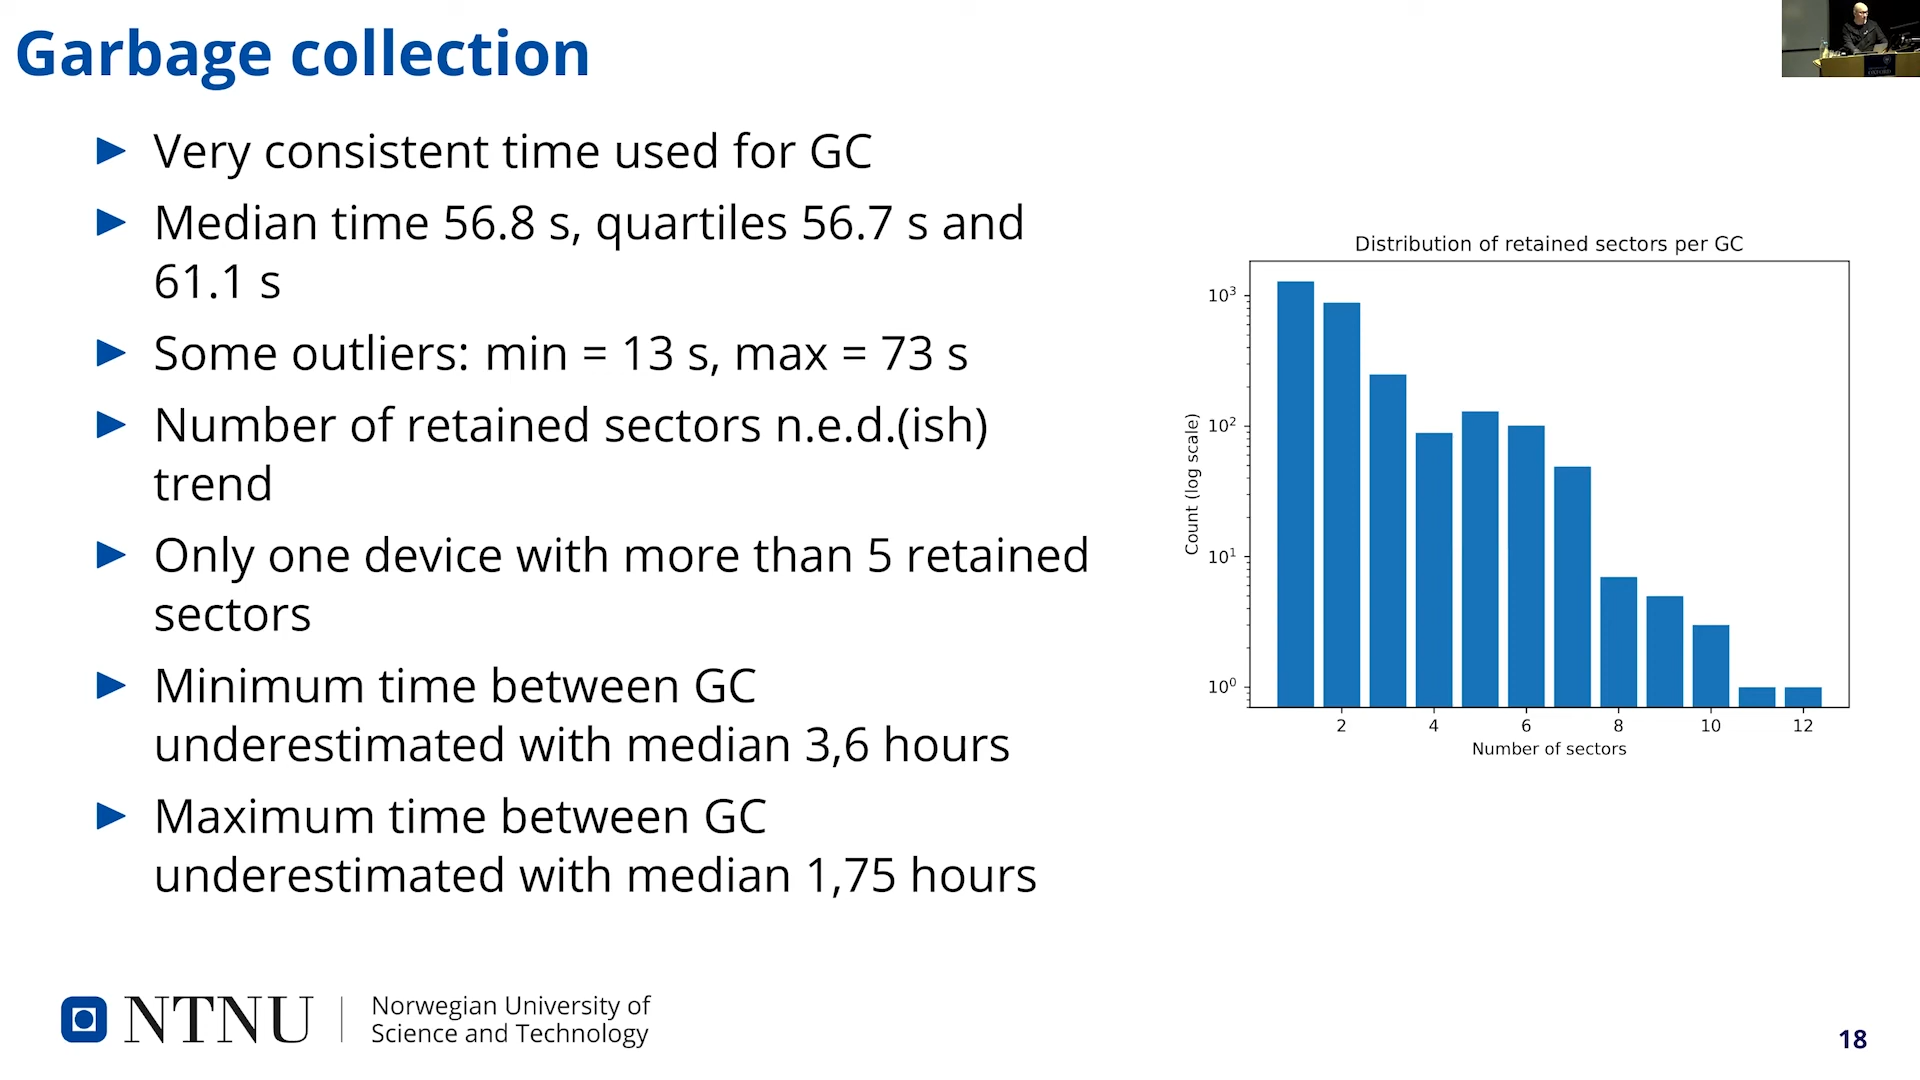 Garbage collection
Very consistent time used for GC
Median time 56.8 s, quartiles 56.7 s and
61.1 s
Some outliers: min = 13 s, max = 73 s
Number of retained sectors n.e.d.(ish)
trend
Only one device with more than 5 retained
sectors
Minimum time between GC
underestimated with median 3,6 hours
Maximum time between GC
underestimated with median 1,75 hours
Distribution of retained sectors per GC
Count (log scale)
10³
10²
10¹
10⁰
2 4 6 8 10 12
Number of sectors
NTNU
Norwegian University of
Science and Technology
18
OXFORD